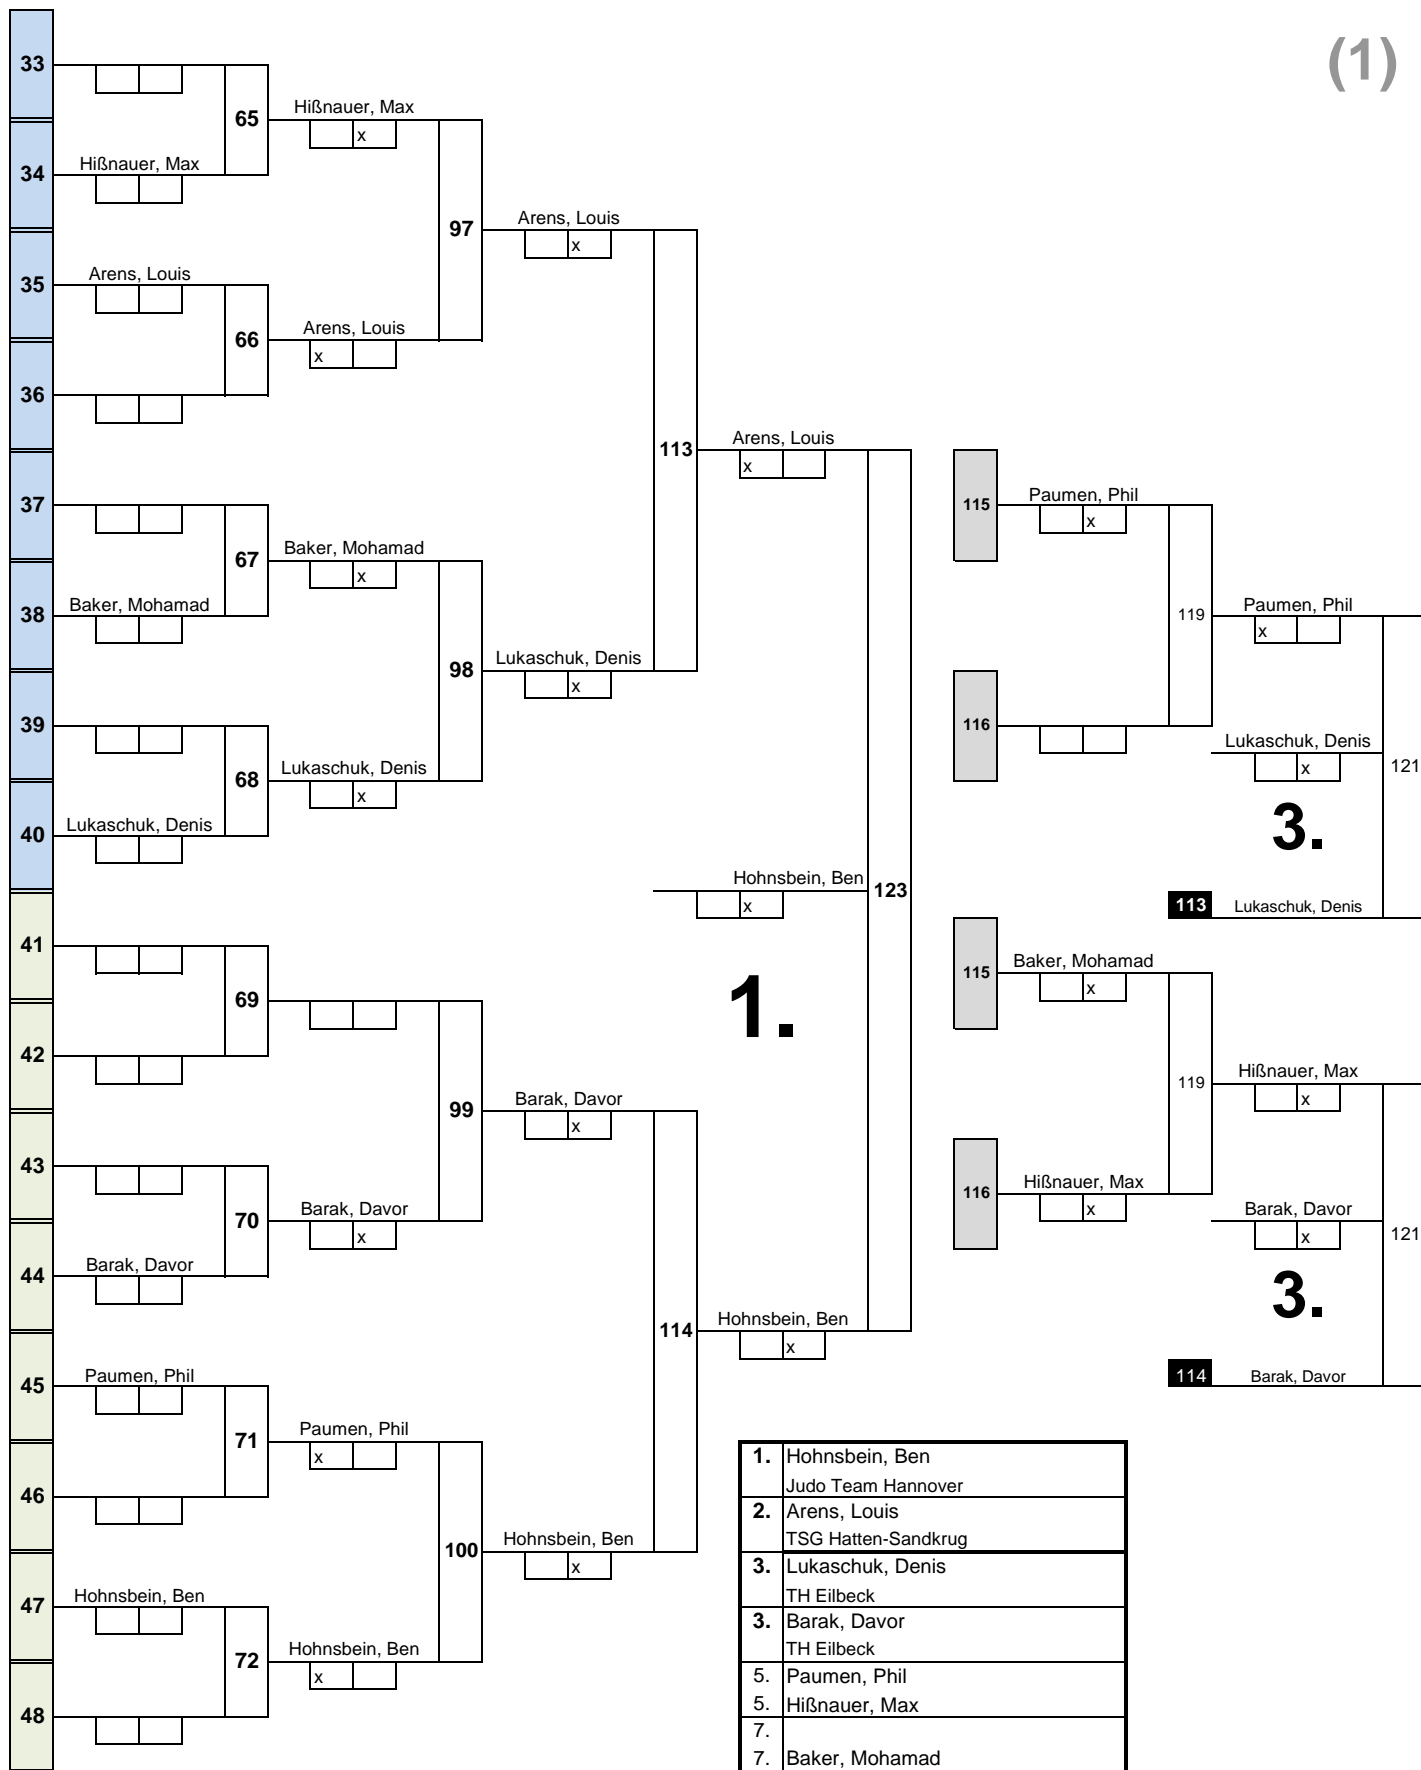 (1)
33
65
Hißnauer, Max
x
34
Hißnauer, Max
97
Arens, Louis
x
35
Arens, Louis
66
Arens, Louis
x
36
113
Arens, Louis
x
37
67
Baker, Mohamad
x
38
Baker, Mohamad
98
Lukaschuk, Denis
x
39
68
Lukaschuk, Denis
x
40
Lukaschuk, Denis
Hohnsbein, Ben
x
123
1.
41
69
42
99
Barak, Davor
x
43
70
Barak, Davor
x
44
Barak, Davor
114
Hohnsbein, Ben
x
45
Paumen, Phil
71
Paumen, Phil
x
46
100
Hohnsbein, Ben
x
47
Hohnsbein, Ben
72
Hohnsbein, Ben
x
48
115
Paumen, Phil
x
119
Paumen, Phil
x
116
Lukaschuk, Denis
x
121
3.
113 Lukaschuk, Denis
115
Baker, Mohamad
x
119
Hißnauer, Max
x
116
Hißnauer, Max
x
Barak, Davor
x
121
3.
114 Barak, Davor
1. Hohnsbein, Ben
Judo Team Hannover
2. Arens, Louis
TSG Hatten-Sandkrug
3. Lukaschuk, Denis
TH Eilbeck
3. Barak, Davor
TH Eilbeck
5. Paumen, Phil
5. Hißnauer, Max
7.
7. Baker, Mohamad